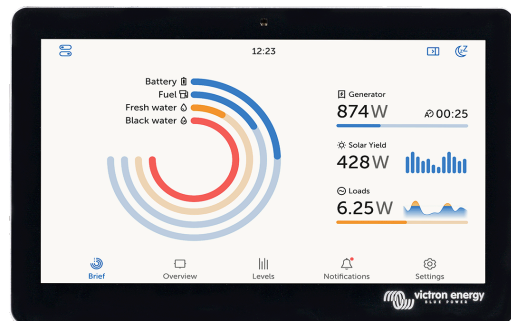 12:23
Battery
Fuel
Fresh water
Black water
Generator
874W
00:25
Solar Yield
428W
Loads
6.25W
Brief
Overview
Levels
Notifications
Settings
victron energy
BLUE POWER